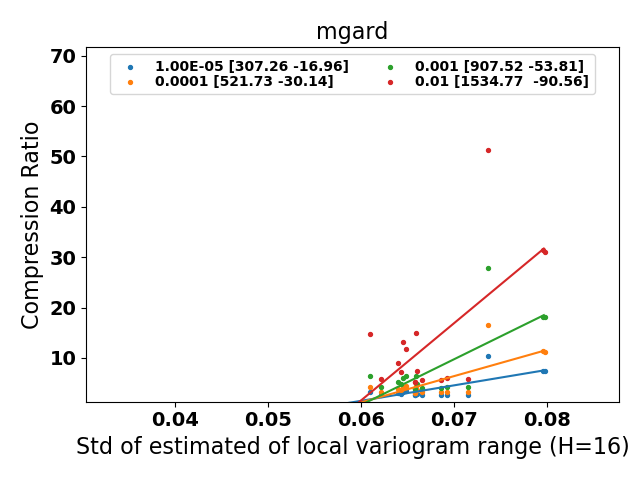 mgard
1.00E-05 [307.26 -16.96]
0.0001 [521.73 -30.14]
0.001 [907.52 -53.81]
0.01 [1534.77  -90.56]
Compression Ratio
70
60
50
40
30
20
10
0.04 0.05 0.06 0.07 0.08
Std of estimated of local variogram range (H=16)